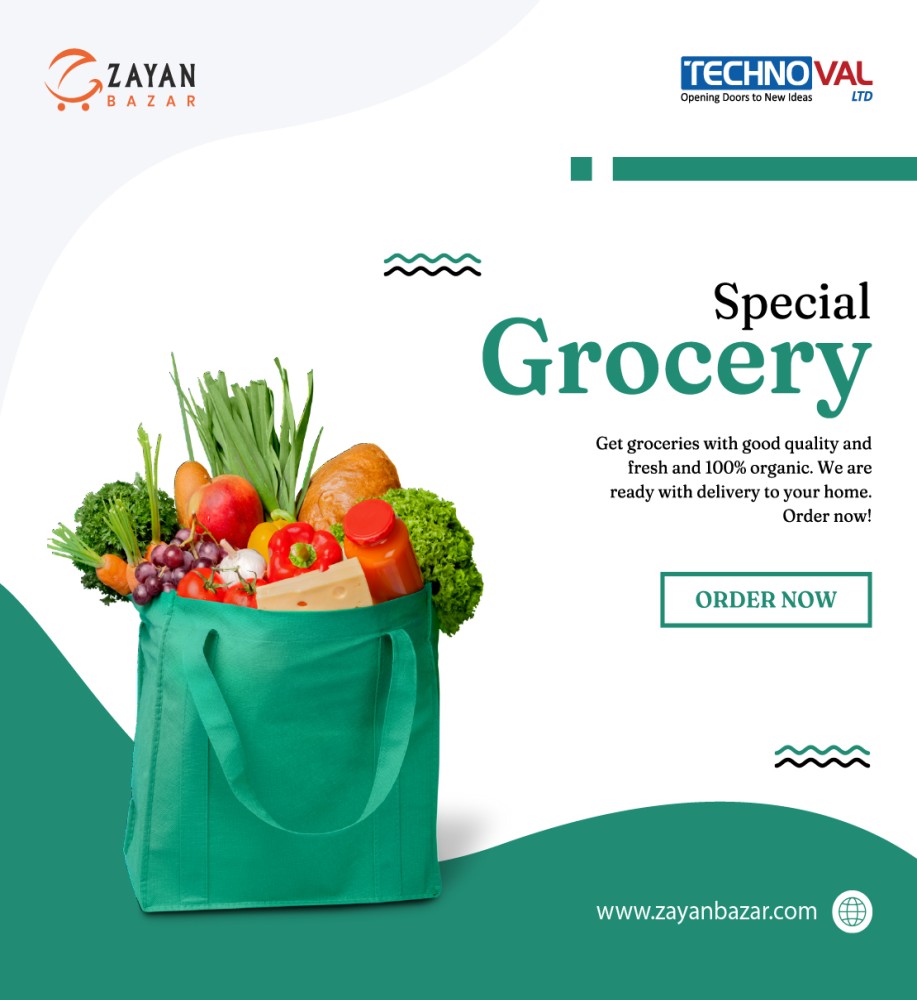 ZAYAN
BAZAR
TECHNOVAL
Opening Doors to New Ideas LTD
Special
Grocery
Get groceries with good quality and
fresh and 100% organic. We are
ready with delivery to your home.
Order now!
ORDER NOW
www.zayanbazar.com